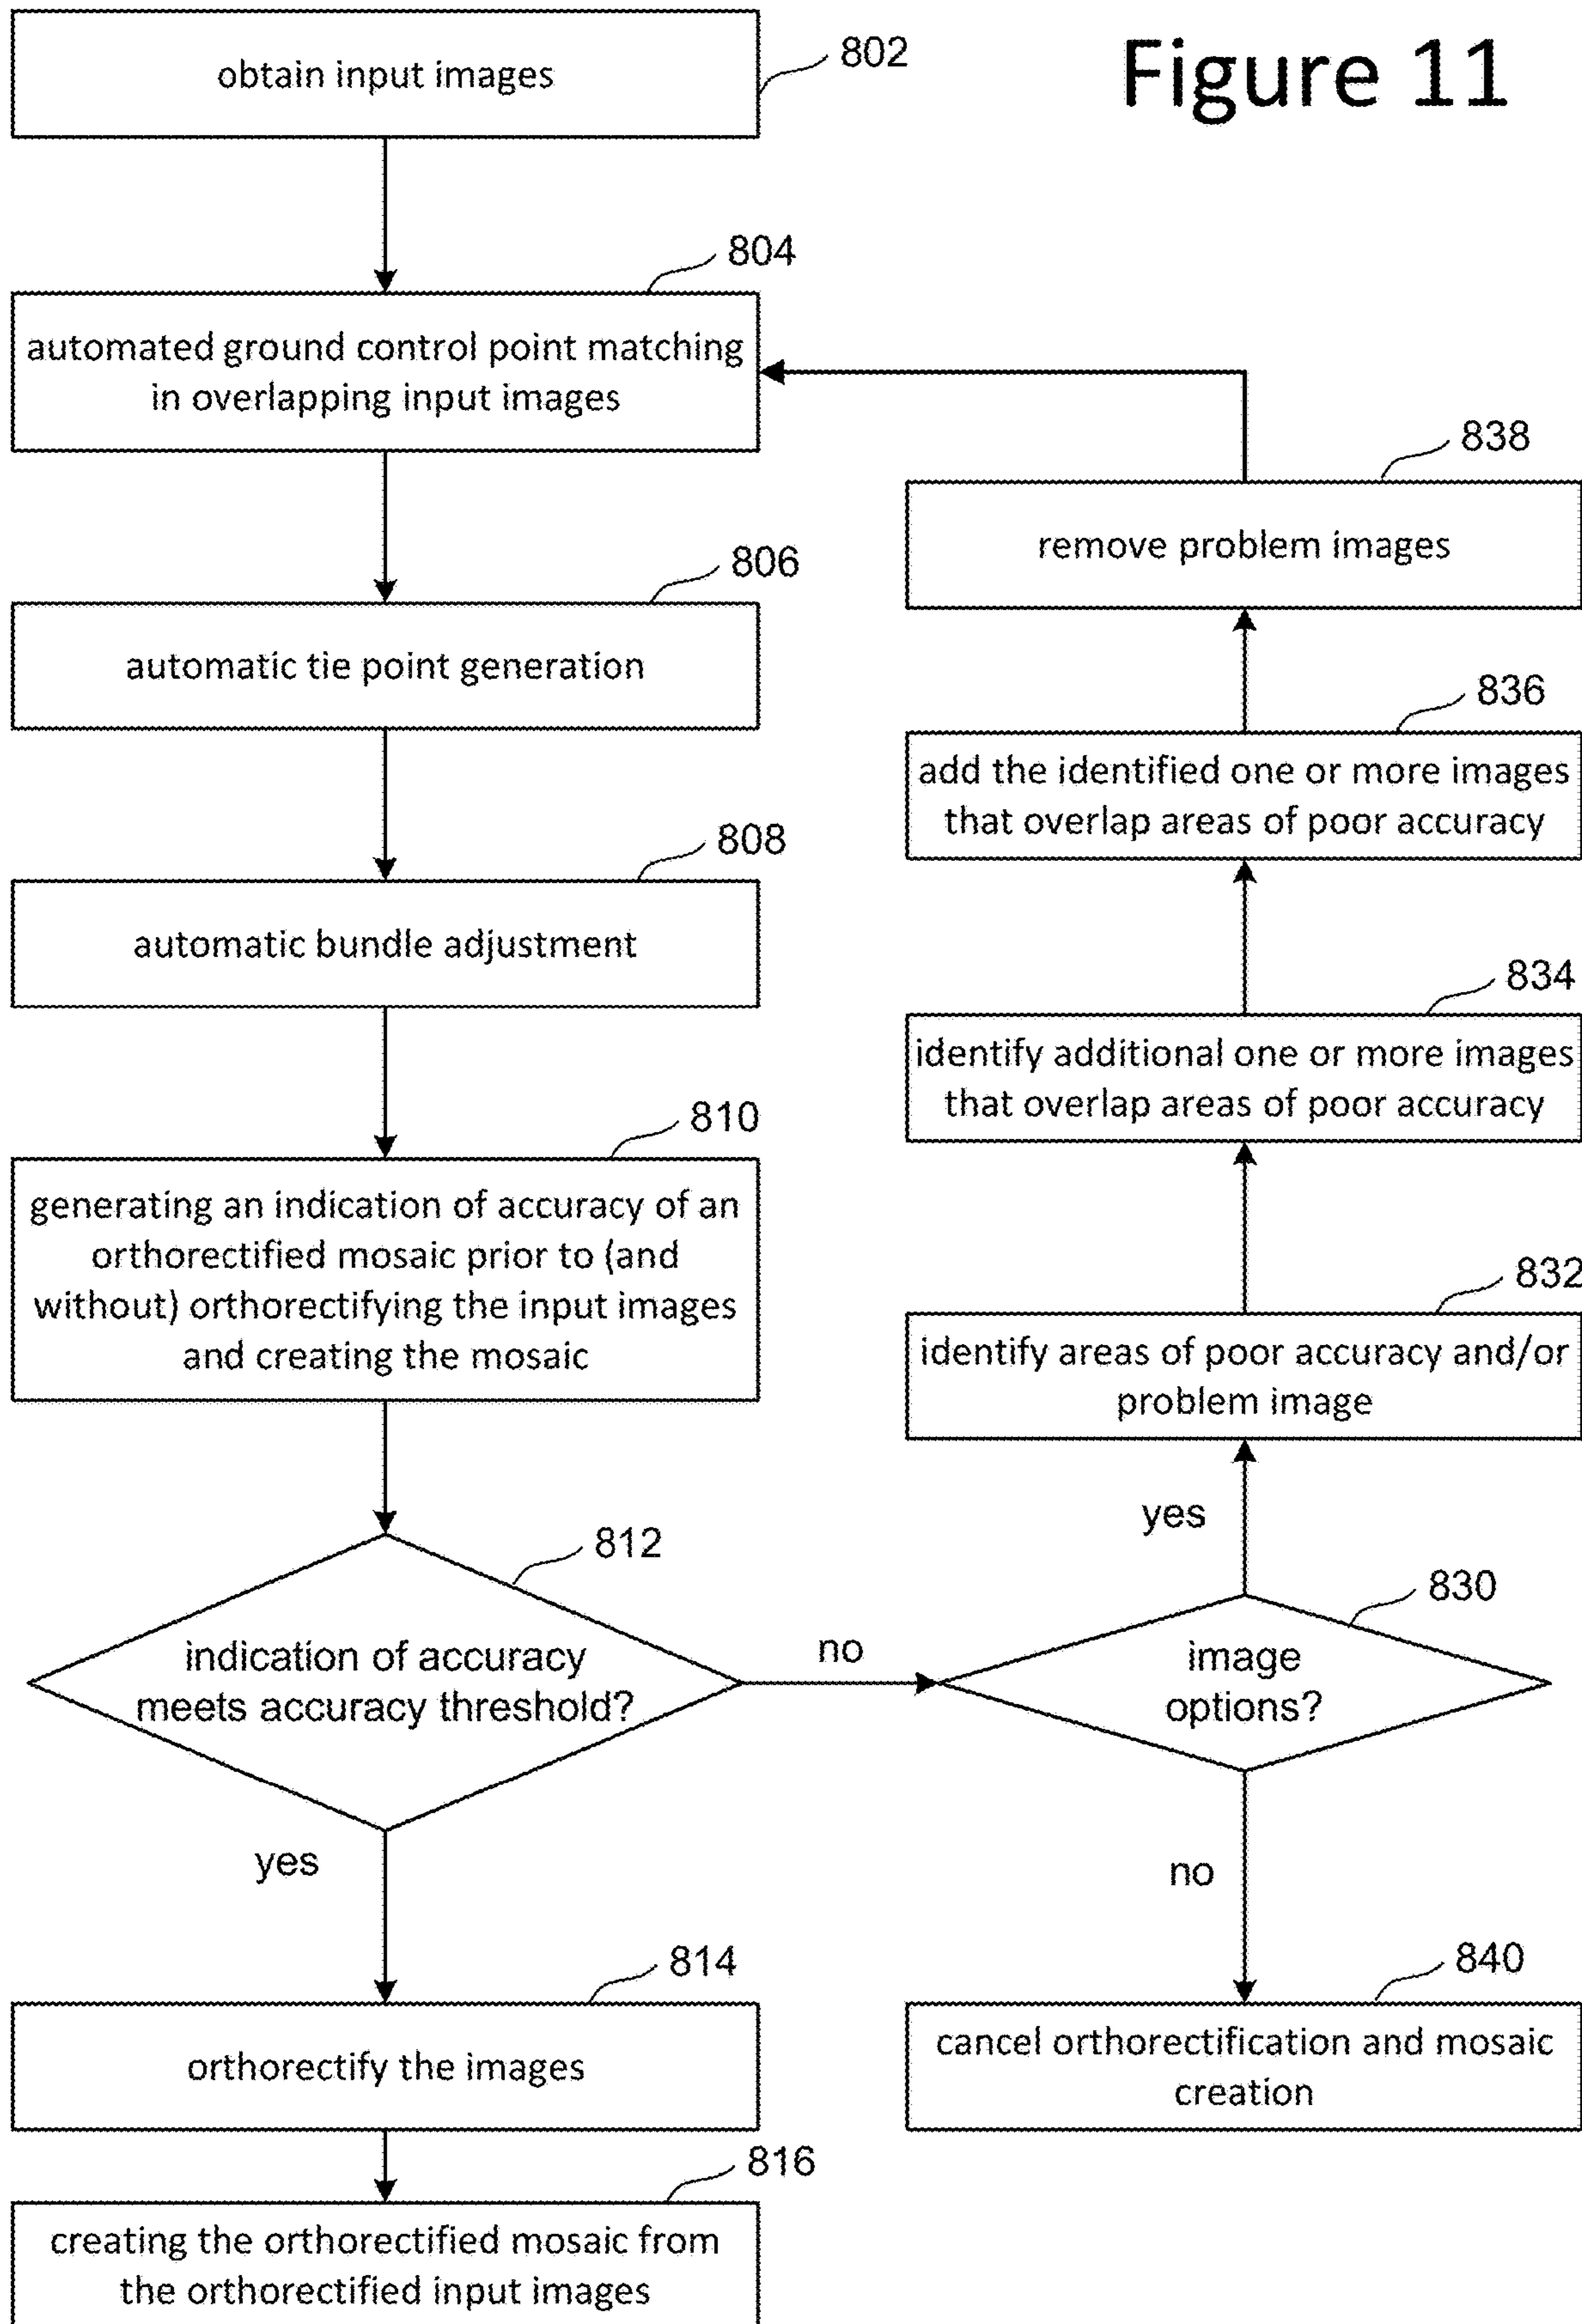 Figure 11
obtain input images
802
804
automated ground control point matching
in overlapping input images
806
automatic tie point generation
808
automatic bundle adjustment
810
generating an indication of accuracy of an
orthorectified mosaic prior to (and
without) orthorectifying the input images
and creating the mosaic
812
indication of accuracy
meets accuracy threshold?
no
yes
814
orthorectify the images
816
creating the orthorectified mosaic from
the orthorectified input images
838
remove problem images
836
add the identified one or more images
that overlap areas of poor accuracy
834
identify additional one or more images
that overlap areas of poor accuracy
832
identify areas of poor accuracy and/or
problem image
yes
830
image
options?
no
840
cancel orthorectification and mosaic
creation